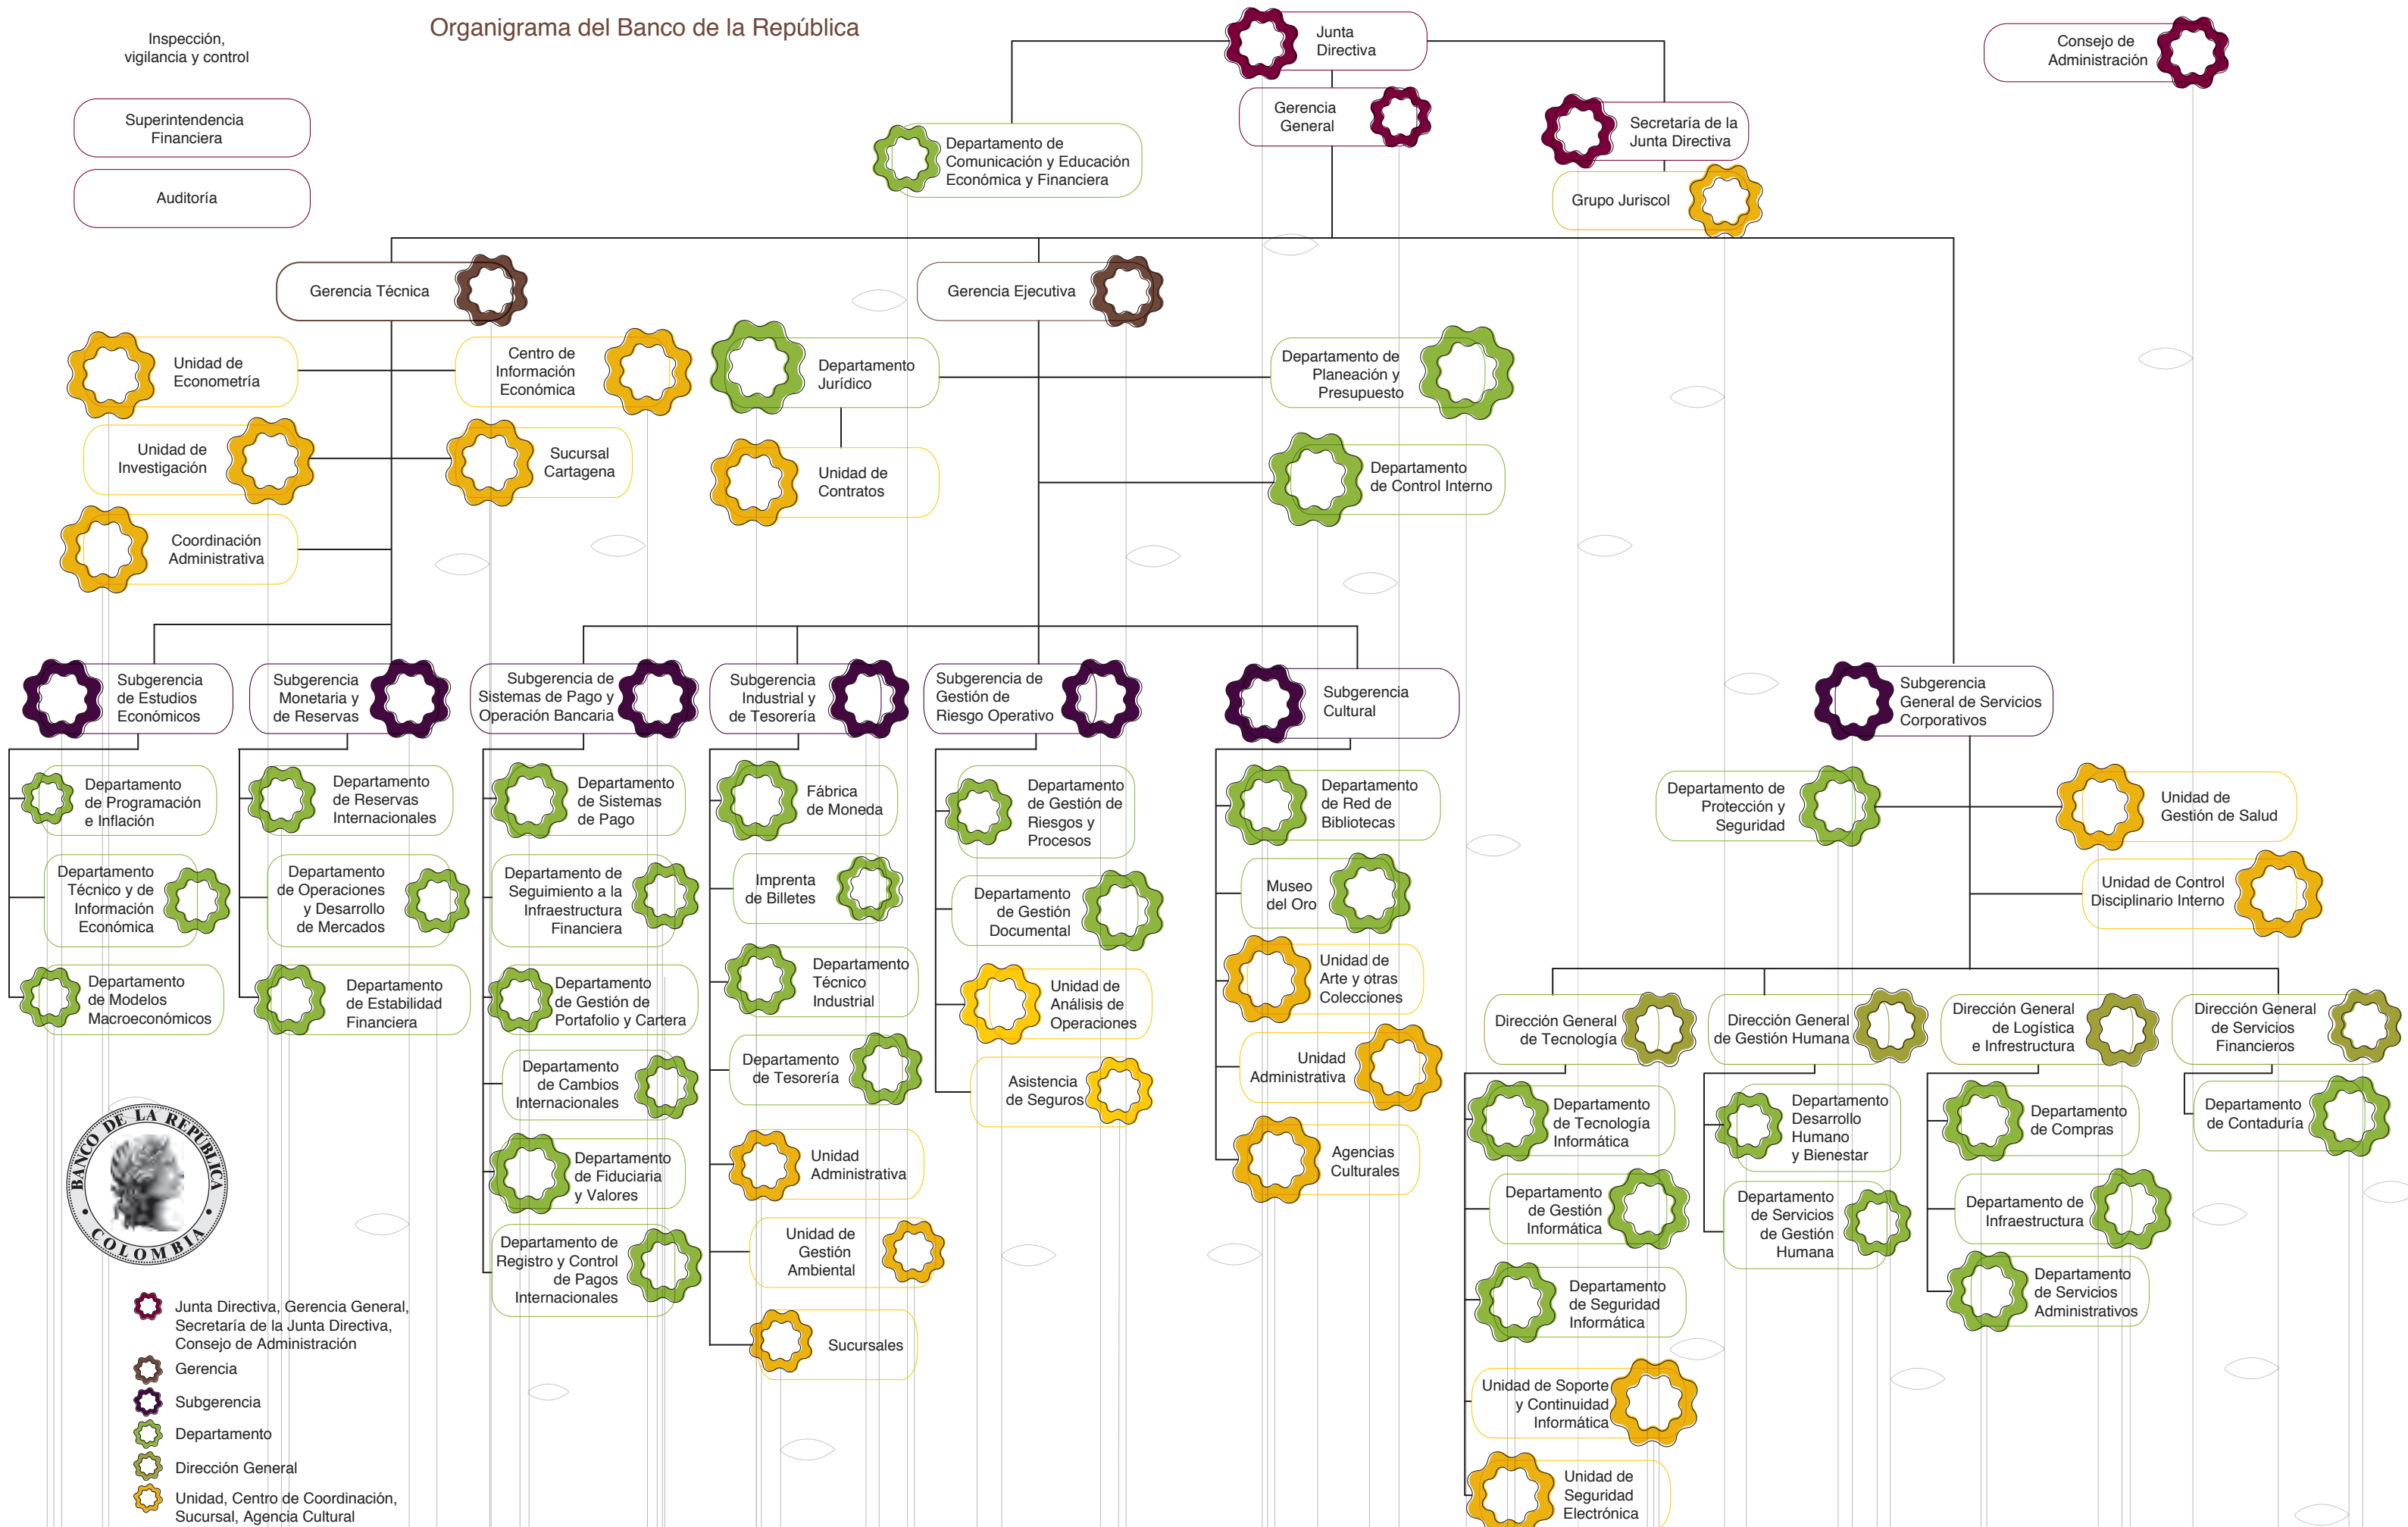 Organigrama del Banco de la República
Inspección,
vigilancia y control
Superintendencia
Financiera
Auditoría
Junta
Directiva
Consejo de
Administración
Gerencia
General
Secretaría de la
Junta Directiva
Departamento de
Comunicación y Educación
Económica y Financiera
Grupo Juriscol
Gerencia Técnica
Gerencia Ejecutiva
Unidad de
Econometría
Centro de
Información
Económica
Departamento
Jurídico
Departamento de
Planeación y
Presupuesto
Unidad de
Investigación
Sucursal
Cartagena
Unidad de
Contratos
Departamento
de Control Interno
Coordinación
Administrativa
Subgerencia
de Estudios
Económicos
Subgerencia
Monetaria y
de Reservas
Subgerencia de
Sistemas de Pago y
Operación Bancaria
Subgerencia
Industrial y
de Tesorería
Subgerencia de
Gestión de
Riesgo Operativo
Subgerencia
Cultural
Subgerencia
General de Servicios
Corporativos
Departamento
de Programación
e Inflación
Departamento
Técnico y de
Información
Económica
Departamento
de Modelos
Macroeconómicos
Departamento
de Reservas
Internacionales
Departamento
de Operaciones
y Desarrollo
de Mercados
Departamento
de Estabilidad
Financiera
Departamento
de Sistemas
de Pago
Departamento de
Seguimiento a la
Infraestructura
Financiera
Departamento
de Gestión de
Portafolio y Cartera
Departamento
de Cambios
Internacionales
Departamento
de Fiduciaria
y Valores
Departamento de
Registro y Control
de Pagos
Internacionales
Fábrica
de Moneda
Imprenta
de Billetes
Departamento
Técnico
Industrial
Departamento
de Tesorería
Unidad
Administrativa
Unidad de
Gestión
Ambiental
Sucursales
Departamento
de Gestión de
Riesgos y
Procesos
Departamento
de Gestión
Documental
Unidad de
Análisis de
Operaciones
Asistencia
de Seguros
Departamento
de Red de
Bibliotecas
Museo
del Oro
Unidad de
Arte y otras
Colecciones
Unidad
Administrativa
Agencias
Culturales
Departamento de
Protección y
Seguridad
Unidad de
Gestión de Salud
Unidad de Control
Disciplinario Interno
Dirección General
de Tecnología
Dirección General
de Gestión Humana
Dirección General
de Logística
e Infrestructura
Dirección General
de Servicios
Financieros
Departamento
de Tecnología
Informática
Departamento
de Gestión
Informática
Departamento
de Seguridad
Informática
Unidad de Soporte
y Continuidad
Informática
Unidad de
Seguridad
Electrónica
Departamento
Desarrollo
Humano
y Bienestar
Departamento
de Servicios
de Gestión
Humana
Departamento
de Compras
Departamento de
Infraestructura
Departamento
de Servicios
Administrativos
Departamento
de Contaduría
BANCO DE LA REPÚBLICA
COLOMBIA
Junta Directiva, Gerencia General,
Secretaría de la Junta Directiva,
Consejo de Administración
Gerencia
Subgerencia
Departamento
Dirección General
Unidad, Centro de Coordinación,
Sucursal, Agencia Cultural